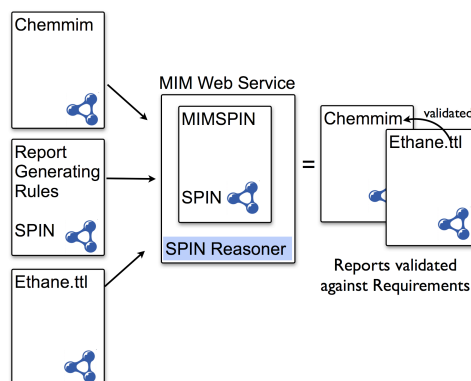 Chemmim
Report
Generating
Rules
SPIN
Ethane.ttl
MIM Web Service
MIMSPIN
SPIN
SPIN Reasoner
=
Chemmim
validated
Ethane.ttl
Reports validated
against Requirements